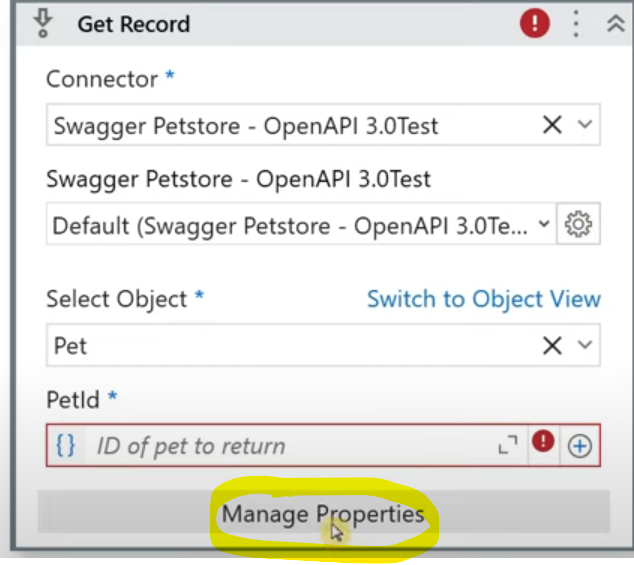 Get Record
Connector *
Swagger Petstore - OpenAPI 3.0Test
Swagger Petstore - OpenAPI 3.0Test
Default (Swagger Petstore - OpenAPI 3.0Te...
Select Object * Switch to Object View
Pet
PetId *
{} ID of pet to return
Manage Properties